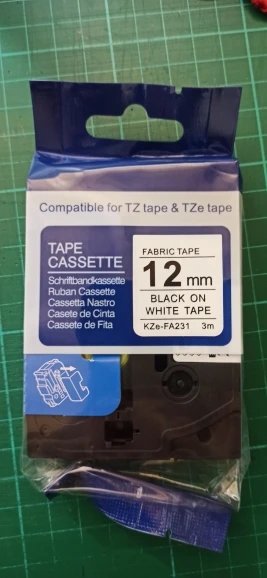 Compatible for TZ tape & TZe tape
TAPE
CASSETTE
Schriftbandkassette
Ruban Cassette
Cassetta Nastro
Casete de Cinta
Cassete de Fita
FABRIC TAPE
12 mm
BLACK ON
WHITE TAPE
KZe-FA231 3m